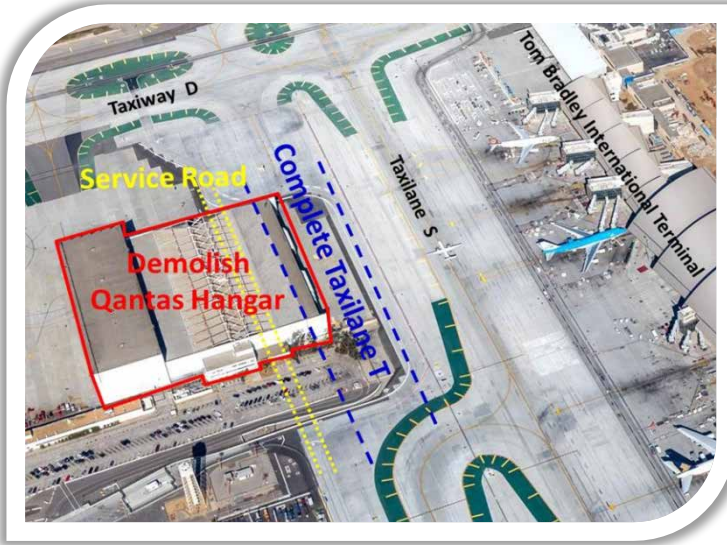 Taxiway D
Tom Bradley International Terminal
Service Road
Complete Taxilane T
Taxilane S
Demolish
Qantas Hangar